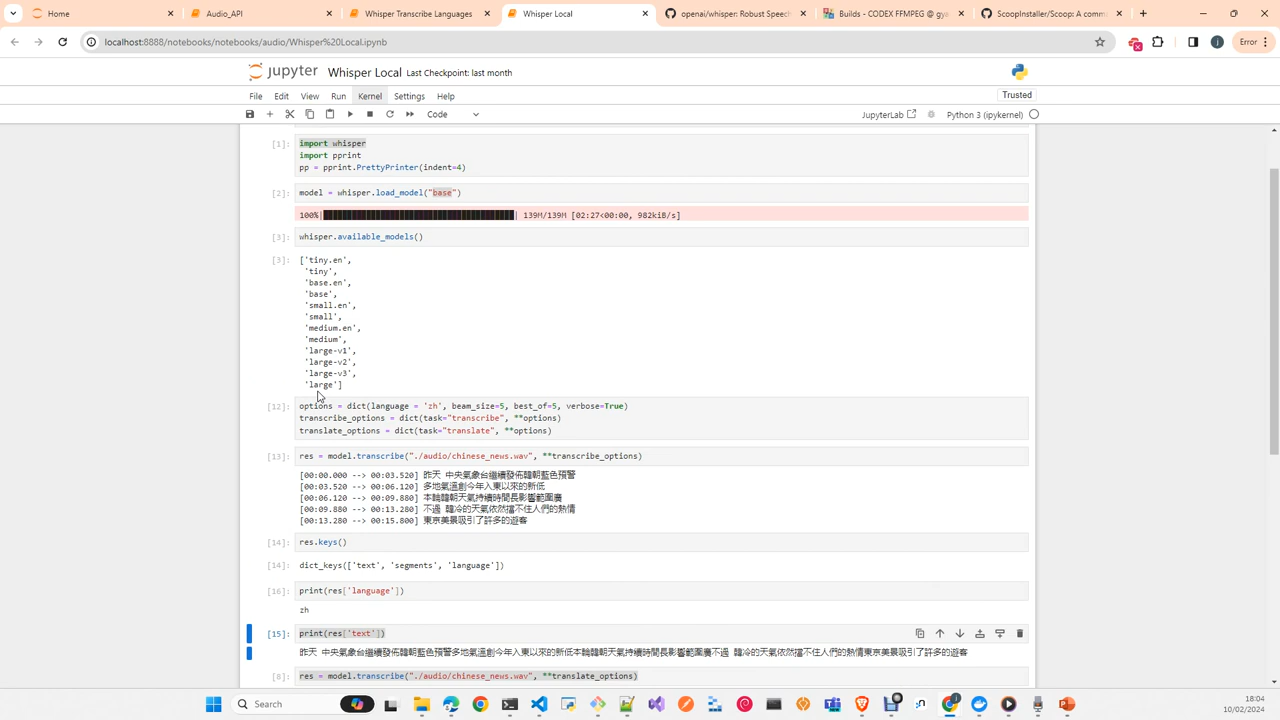 Home
Audio_API
Whisper Transcribe Languages
Whisper Local
openai/whisper: Robust Speech
Builds - CODEX FFMPEG @ gya
ScoopInstaller/Scoop: A comm
localhost:8888/notebooks/notebooks/audio/Whisper%20Local.ipynb
Error
jupyter Whisper Local Last Checkpoint: last month
File Edit View Run Kernel Settings Help
Trusted
Code
JupyterLab
Python 3 (ipykernel)
[1]: import whisper
import pprint
pp = pprint.PrettyPrinter(indent=4)
[2]: model = whisper.load_model("base")
100%| | 139M/139M [02:27<00:00, 982kiB/s]
[3]: whisper.available_models()
[3]: ['tiny.en',
'tiny',
'base.en',
'base',
'small.en',
'small',
'medium.en',
'medium',
'large-v1',
'large-v2',
'large-v3',
'large']
[12]: options = dict(language = 'zh', beam_size=5, best_of=5, verbose=True)
transcribe_options = dict(task="transcribe", **options)
translate_options = dict(task="translate", **options)
[13]: res = model.transcribe("./audio/chinese_news.wav", **transcribe_options)
[00:00.000 --> 00:03.520] 昨天 中央氣象台繼續發佈韓朝藍色預警
[00:03.520 --> 00:06.120] 多地氣溫創今年入東以來的新低
[00:06.120 --> 00:09.880] 本輪韓朝天氣持續時間長影響範圍廣
[00:09.880 --> 00:13.280] 不過 韓冷的天氣依然擋不住人們的熱情
[00:13.280 --> 00:15.800] 東京美景吸引了許多的遊客
[14]: res.keys()
[14]: dict_keys(['text', 'segments', 'language'])
[16]: print(res['language'])
zh
[15]: print(res['text'])
昨天 中央氣象台繼續發佈韓朝藍色預警多地氣溫創今年入東以來的新低本輪韓朝天氣持續時間長影響範圍廣不過 韓冷的天氣依然擋不住人們的熱情東京美景吸引了許多的遊客
[8]: res = model.transcribe("./audio/chinese_news.wav", **translate_options)
Search
18:04
10/02/2024